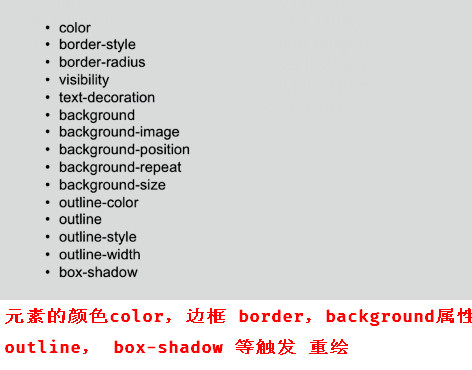 • color
• border-style
• border-radius
• visibility
• text-decoration
• background
• background-image
• background-position
• background-repeat
• background-size
• outline-color
• outline
• outline-style
• outline-width
• box-shadow
元素的颜色color，边框 border，background属性
outline， box-shadow 等触发 重绘